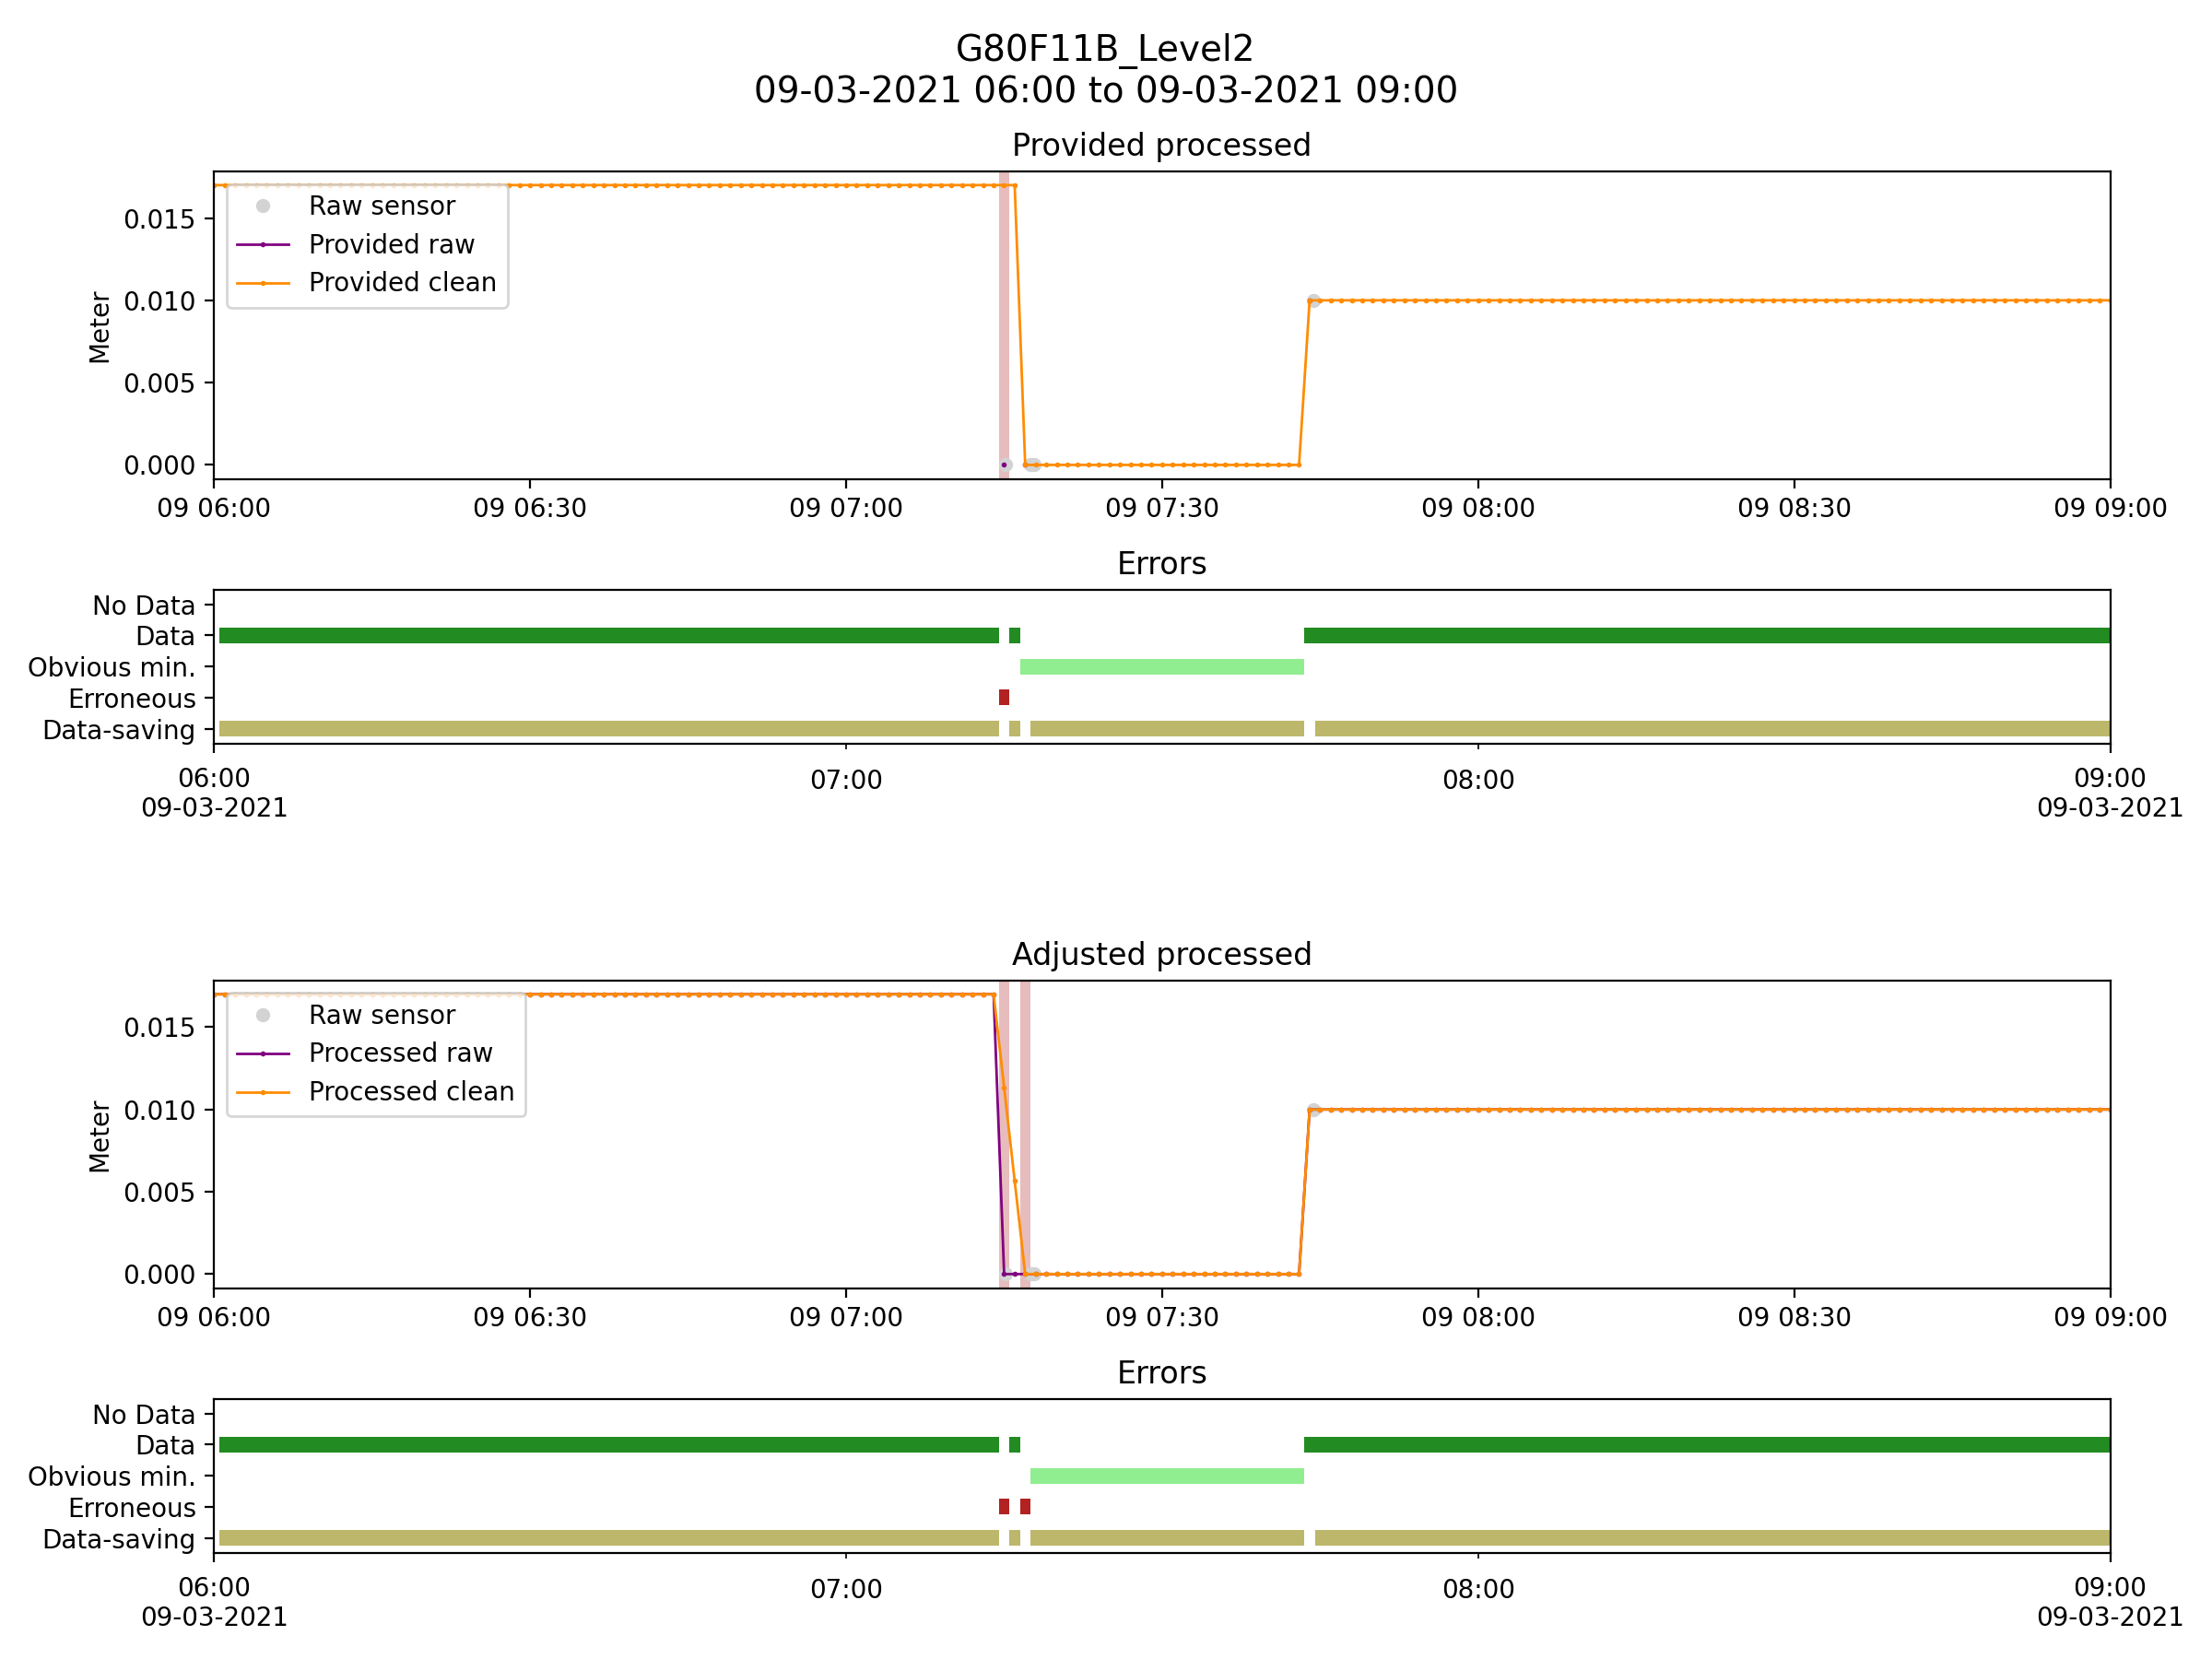 G80F11B_Level2
09-03-2021 06:00 to 09-03-2021 09:00
Provided processed
Raw sensor
Provided raw
Provided clean
Meter
0.015
0.010
0.005
0.000
09 06:00 09 06:30 09 07:00 09 07:30 09 08:00 09 08:30 09 09:00
Errors
No Data
Data
Obvious min.
Erroneous
Data-saving
06:00 07:00 08:00 09:00
09-03-2021 09-03-2021
Adjusted processed
Raw sensor
Processed raw
Processed clean
Meter
0.015
0.010
0.005
0.000
09 06:00 09 06:30 09 07:00 09 07:30 09 08:00 09 08:30 09 09:00
Errors
No Data
Data
Obvious min.
Erroneous
Data-saving
06:00 07:00 08:00 09:00
09-03-2021 09-03-2021